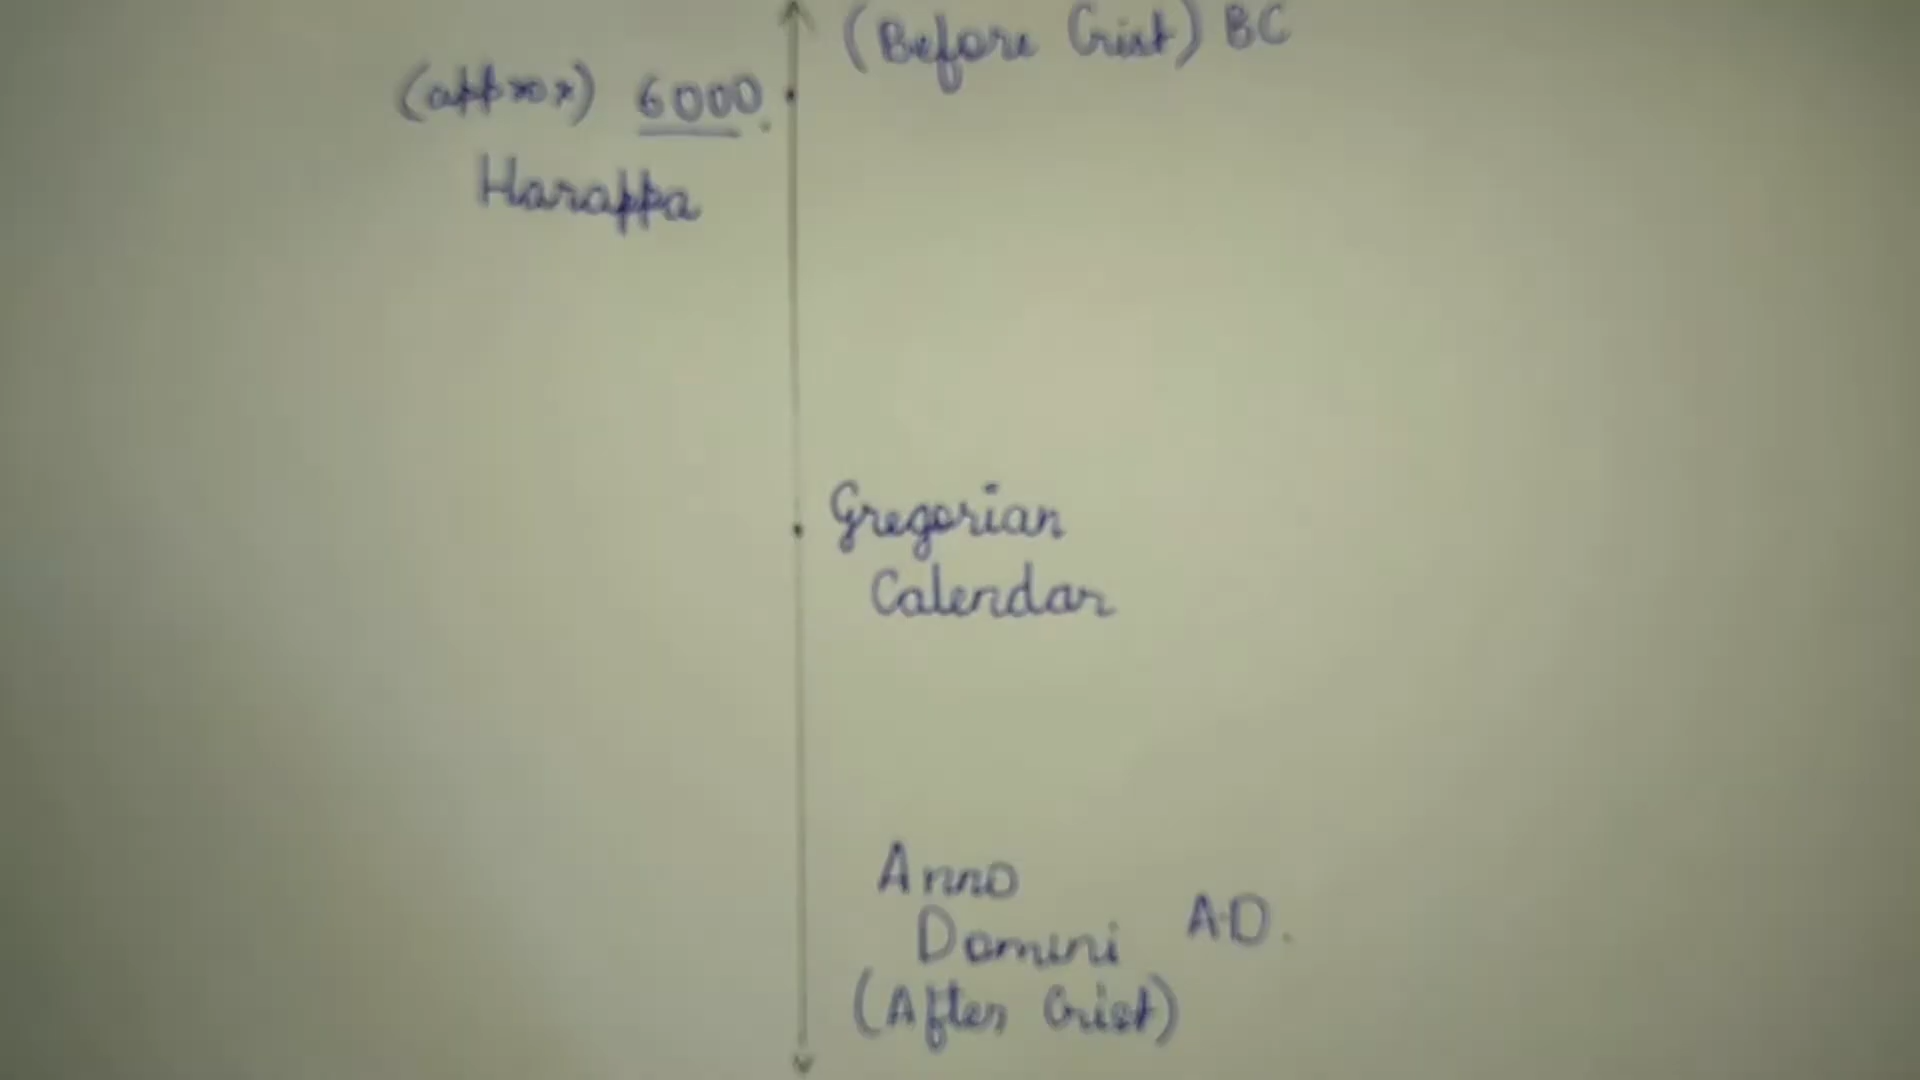 (Before Crist) BC
(approx) 6000.
Harappa
Gregorian
Calendar
Anno
Domini A.D.
(After Crist)